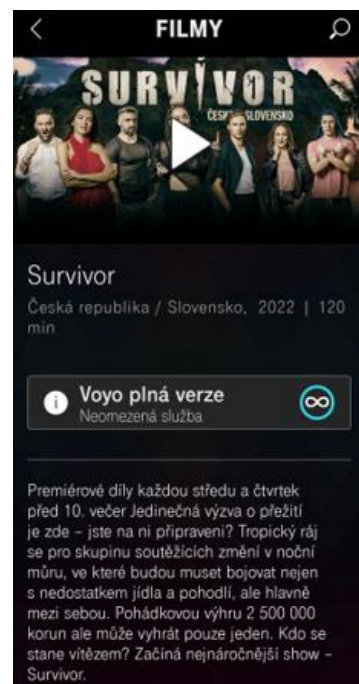 FILMY
SURVIVOR
ČESKO SLOVENSKO
Survivor
Česká republika / Slovensko, 2022 | 120
min
Voyo plná verze
Neomezená služba
Premiérové díly každou středu a čtvrtek
před 10. večer Jedinečná výzva o přežití
je zde – jste na ni připraveni? Tropický ráj
se pro skupinu soutěžících změní v noční
můru, ve které budou muset bojovat nejen
s nedostatkem jídla a pohodlí, ale hlavně
mezi sebou. Pohádkovou výhru 2 500 000
korun ale může vyhrát pouze jeden. Kdo se
stane vítězem? Začíná nejnáročnější show –
Survivor.